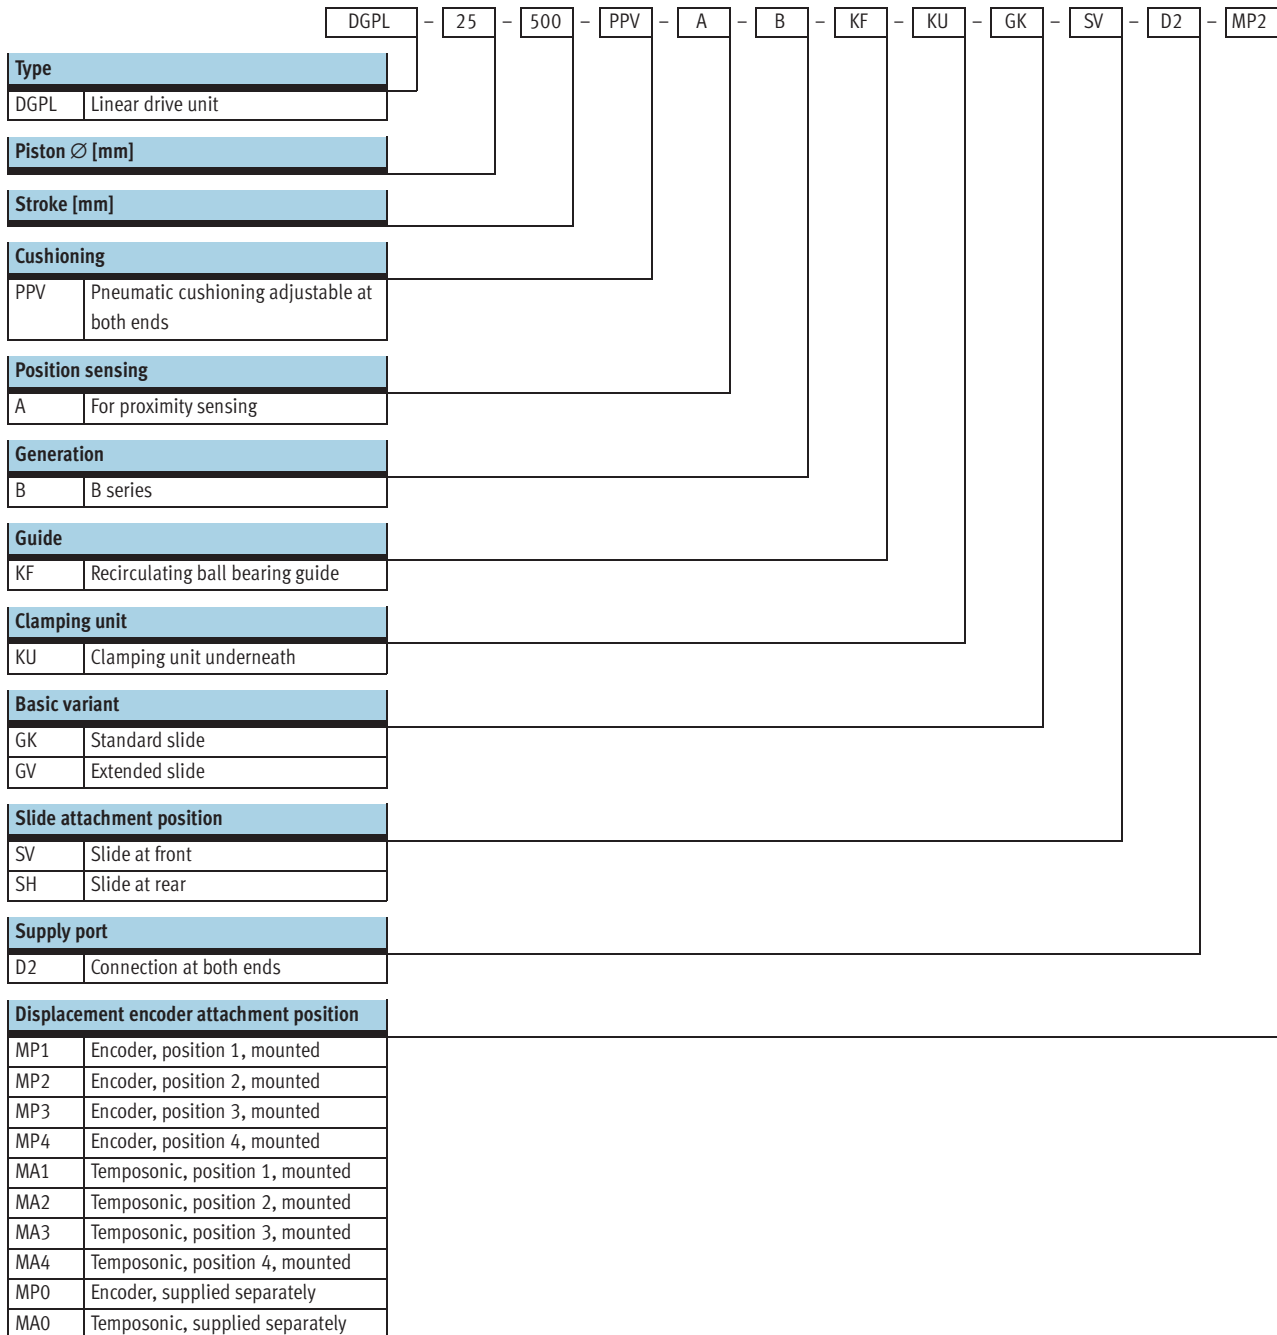 DGPL – 25 – 500 – PPV – A – B – KF – KU – GK – SV – D2 – MP2
Type
DGPL Linear drive unit
Piston ∅ [mm]
Stroke [mm]
Cushioning
PPV Pneumatic cushioning adjustable at
both ends
Position sensing
A For proximity sensing
Generation
B B series
Guide
KF Recirculating ball bearing guide
Clamping unit
KU Clamping unit underneath
Basic variant
GK Standard slide
GV Extended slide
Slide attachment position
SV Slide at front
SH Slide at rear
Supply port
D2 Connection at both ends
Displacement encoder attachment position
MP1 Encoder, position 1, mounted
MP2 Encoder, position 2, mounted
MP3 Encoder, position 3, mounted
MP4 Encoder, position 4, mounted
MA1 Temposonic, position 1, mounted
MA2 Temposonic, position 2, mounted
MA3 Temposonic, position 3, mounted
MA4 Temposonic, position 4, mounted
MP0 Encoder, supplied separately
MA0 Temposonic, supplied separately